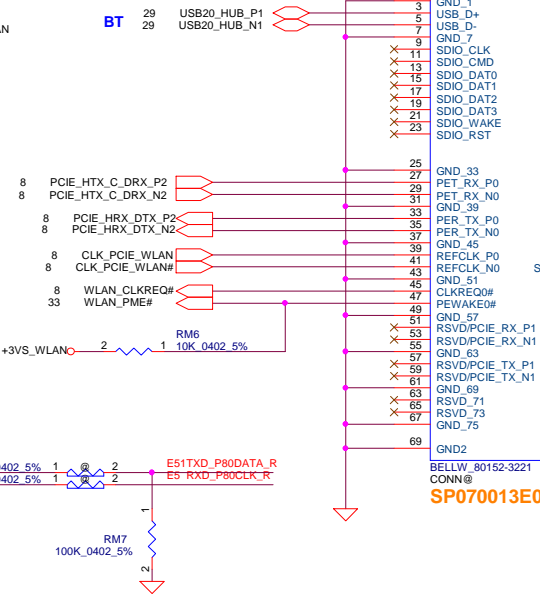 GND_1
3
29 USB20_HUB_P1
USB_D+
BT
5
29 USB20_HUB_N1
USB_D-
7
GND_7
9
SDIO_CLK
11
SDIO_CMD
13
SDIO_DAT0
15
SDIO_DAT1
17
SDIO_DAT2
19
SDIO_DAT3
21
SDIO_WAKE
23
SDIO_RST
25
GND_33
8 PCIE_HTX_C_DRX_P2
27
PET_RX_P0
8 PCIE_HTX_C_DRX_N2
29
PET_RX_N0
31
GND_39
8 PCIE_HRX_DTX_P2
33
PER_TX_P0
8 PCIE_HRX_DTX_N2
35
PER_TX_N0
37
GND_45
8 CLK_PCIE_WLAN
39
REFCLK_P0
8 CLK_PCIE_WLAN#
41
REFCLK_N0
S
43
GND_51
8 WLAN_CLKREQ#
45
CLKREQ0#
33 WLAN_PME#
47
PEWAKE0#
49
GND_57
51
RSVD/PCIE_RX_P1
53
RSVD/PCIE_RX_N1
55
GND_63
57
RSVD/PCIE_TX_P1
59
RSVD/PCIE_TX_N1
61
GND_69
63
RSVD_71
65
RSVD_73
67
GND_75
69
GND2
RM6
+3VS_WLAN 2 1 10K_0402_5%
BELLW_80152-3221
CONN@
SP070013E0
0402_5% 1 @ 2 E51TXD_P80DATA_R
0402_5% 1 @ 2 E5 RXD_P80CLK_R
1
RM7
100K_0402_5%
2